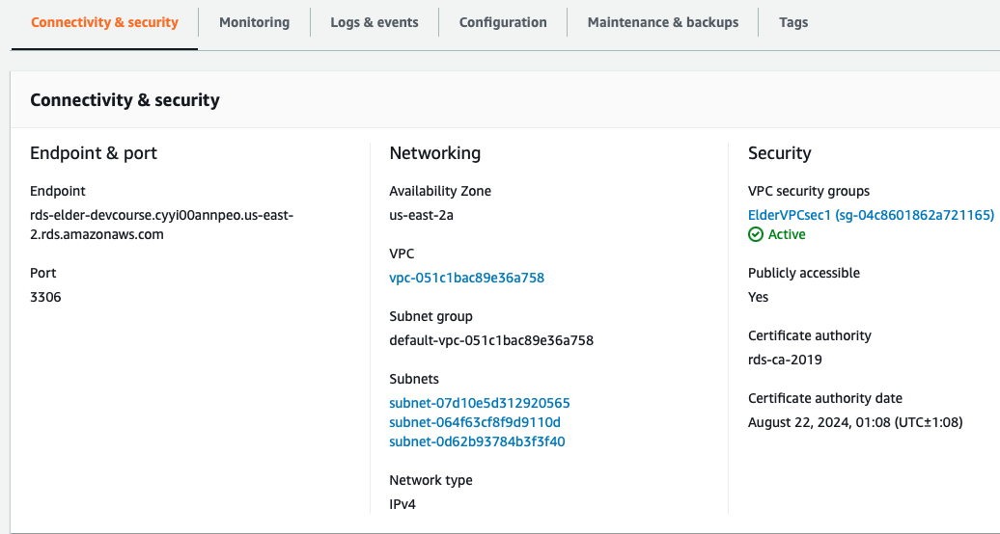 Connectivity & security
Monitoring
Logs & events
Configuration
Maintenance & backups
Tags
Connectivity & security
Endpoint & port
Endpoint
rds-elder-devcourse.cyyi00annpeo.us-east-
2.rds.amazonaws.com
Port
3306
Networking
Availability Zone
us-east-2a
VPC
vpc-051c1bac89e36a758
Subnet group
default-vpc-051c1bac89e36a758
Subnets
subnet-07d10e5d312920565
subnet-064f63cf8f9d9110d
subnet-0d62b93784b3f3f40
Network type
IPv4
Security
VPC security groups
ElderVPCsec1 (sg-04c8601862a721165)
Active
Publicly accessible
Yes
Certificate authority
rds-ca-2019
Certificate authority date
August 22, 2024, 01:08 (UTC±1:08)